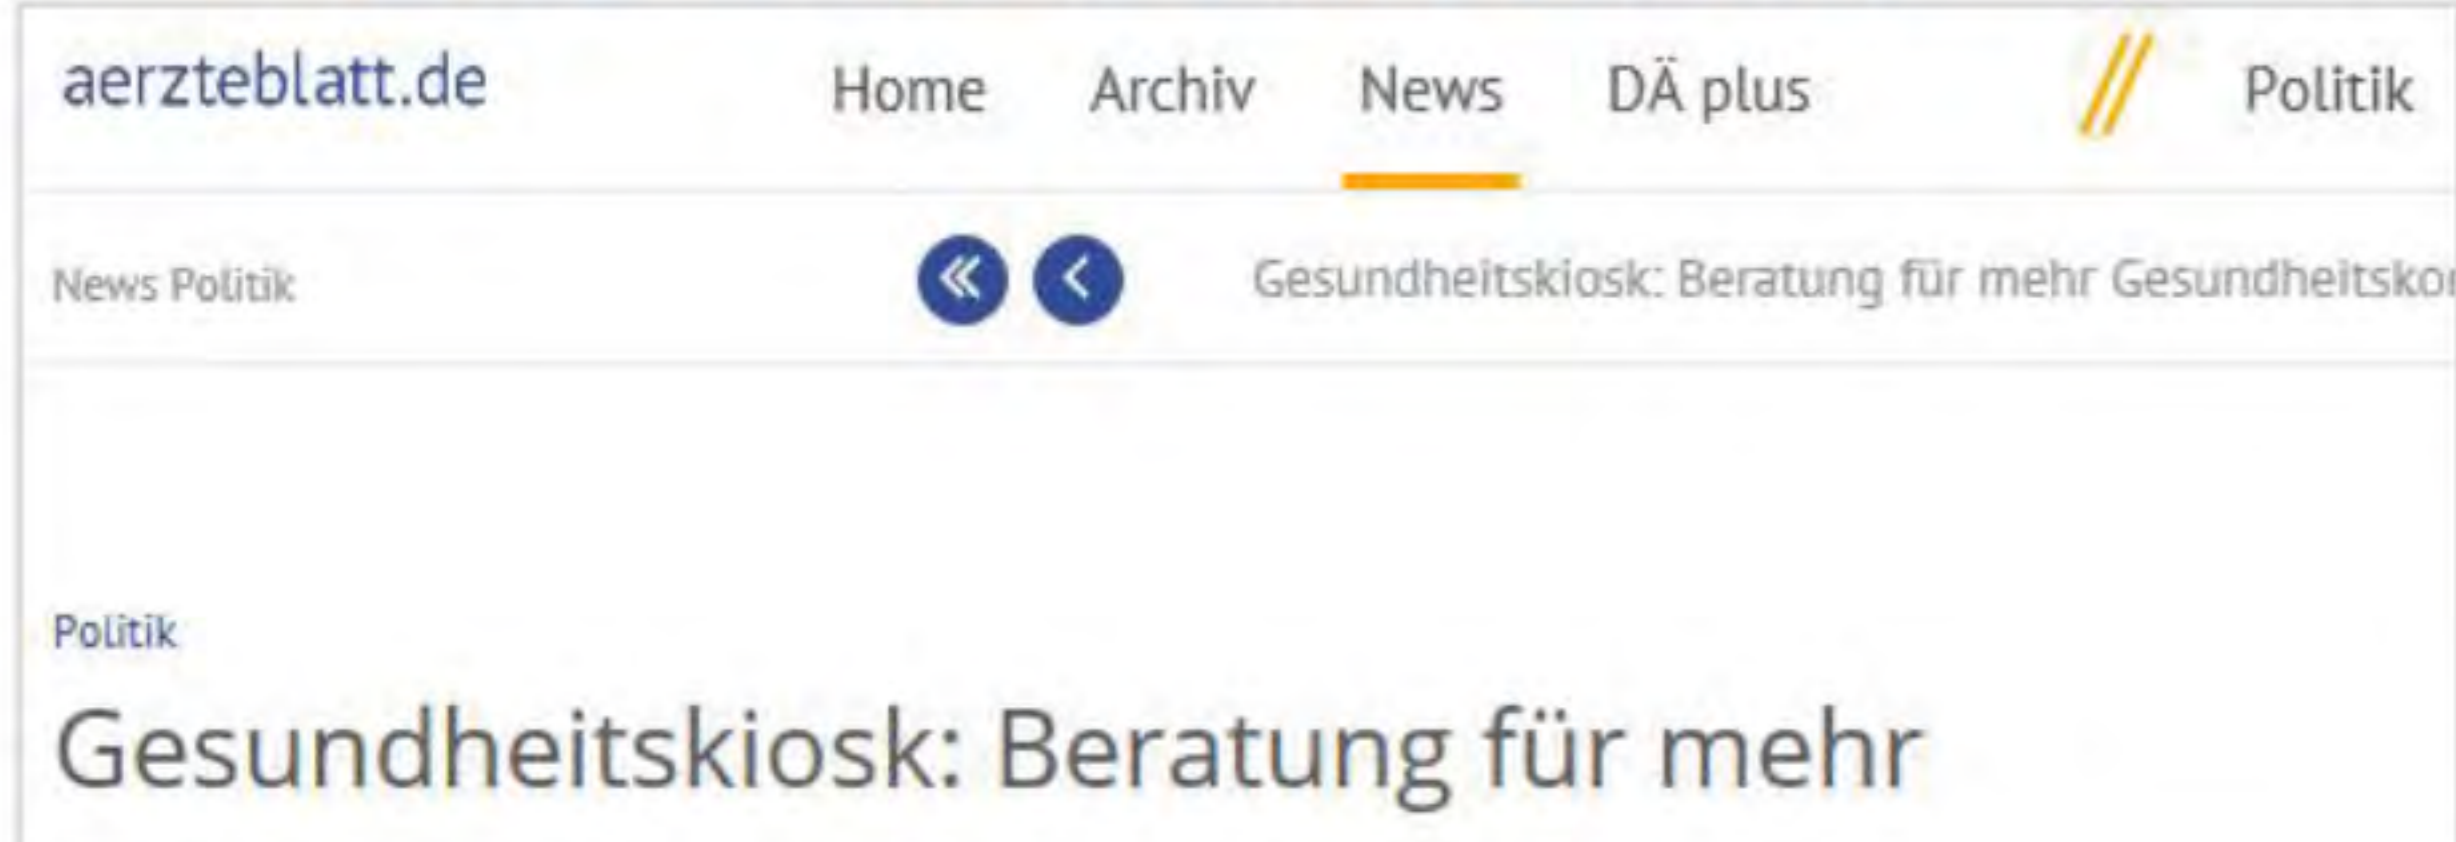 aerzteblatt.de Home Archiv News DÄ plus // Politik
News Politik Gesundheitskiosk: Beratung für mehr
Politik
Gesundheitskiosk: Beratung für mehr